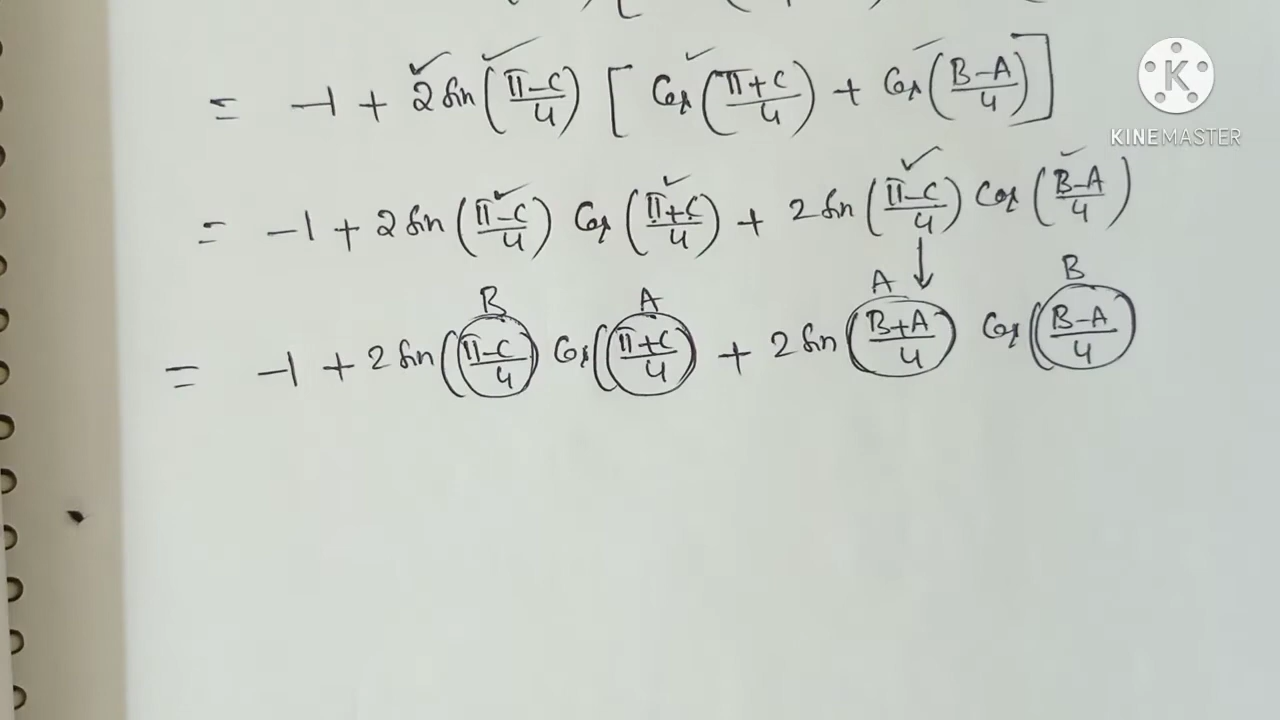 = -1 + 2 Sin (π-C/4) [ Cos (π+C/4) + Cos (B-A/4) ]
K
KINEMASTER
= -1 + 2 Sin (π-C/4) Cos (π+C/4) + 2 Sin (π-C/4) Cos (B-A/4)
B A A B
= -1 + 2 Sin (π-C/4) Cos (π+C/4) + 2 Sin (B+A/4) Cos (B-A/4)